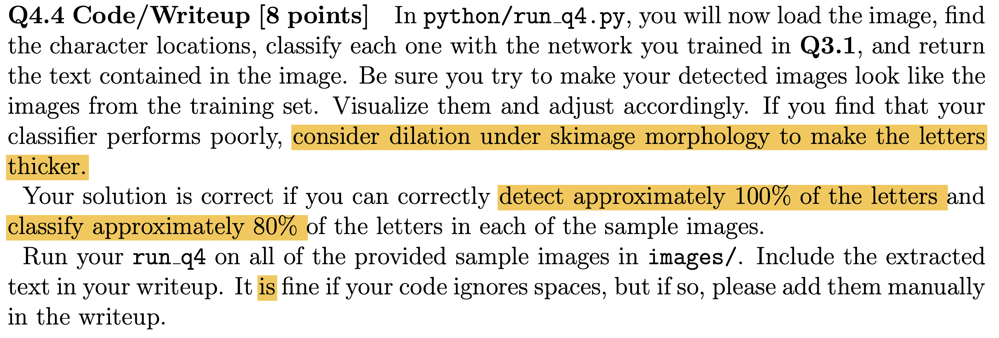 Q4.4 Code/Writeup [8 points] In python/run_q4.py, you will now load the image, find
the character locations, classify each one with the network you trained in Q3.1, and return
the text contained in the image. Be sure you try to make your detected images look like the
images from the training set. Visualize them and adjust accordingly. If you find that your
classifier performs poorly, consider dilation under skimage morphology to make the letters
thicker.
Your solution is correct if you can correctly detect approximately 100% of the letters and
classify approximately 80% of the letters in each of the sample images.
Run your run_q4 on all of the provided sample images in images/. Include the extracted
text in your writeup. It is fine if your code ignores spaces, but if so, please add them manually
in the writeup.